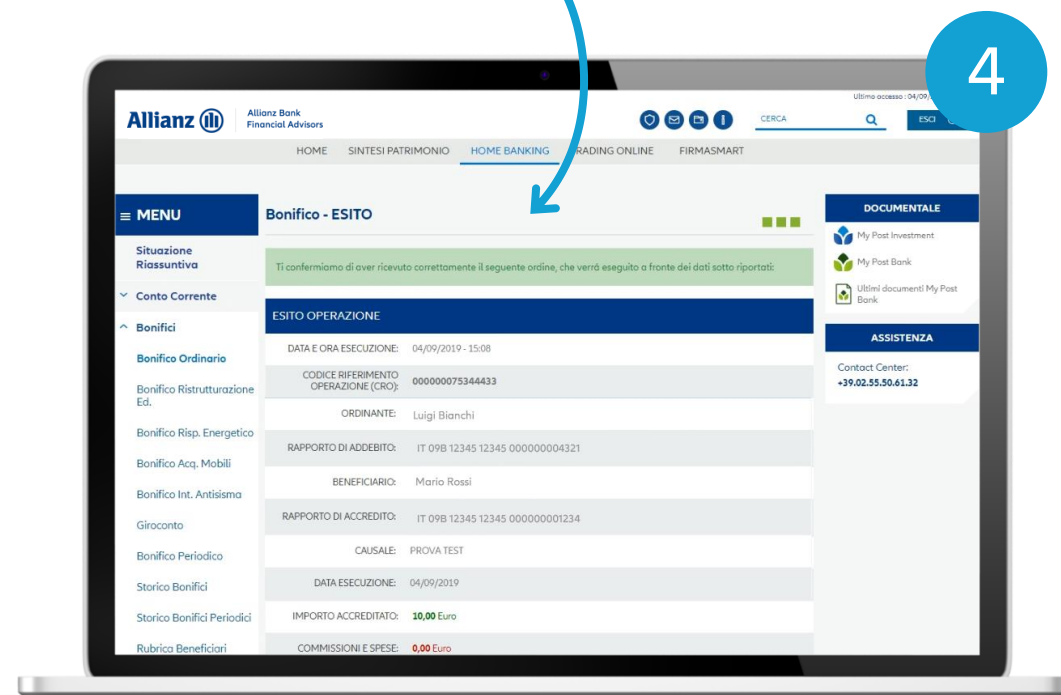 4
Ultimo accesso : 04/09/
Allianz
Allianz Bank
Financial Advisors
CERCA
ESCI
HOME SINTESI PATRIMONIO HOME BANKING TRADING ONLINE FIRMASMART
≡ MENU
Situazione
Riassuntiva
Conto Corrente
Bonifici
Bonifico Ordinario
Bonifico Ristrutturazione
Ed.
Bonifico Risp. Energetico
Bonifico Acq. Mobili
Bonifico Int. Antisisma
Giroconto
Bonifico Periodico
Storico Bonifici
Storico Bonifici Periodici
Rubrica Beneficiari
Bonifico - ESITO
Ti confermiamo di aver ricevuto correttamente il seguente ordine, che verrá eseguito a fronte dei dati sotto riportati:
ESITO OPERAZIONE
DATA E ORA ESECUZIONE: 04/09/2019 - 15:08
CODICE RIFERIMENTO
OPERAZIONE (CRO): 000000075344433
ORDINANTE: Luigi Bianchi
RAPPORTO DI ADDEBITO: IT 09B 12345 12345 000000004321
BENEFICIARIO: Mario Rossi
RAPPORTO DI ACCREDITO: IT 09B 12345 12345 000000001234
CAUSALE: PROVA TEST
DATA ESECUZIONE: 04/09/2019
IMPORTO ACCREDITATO: 10,00 Euro
COMMISSIONI E SPESE: 0,00 Euro
DOCUMENTALE
My Post Investment
My Post Bank
Ultimi documenti My Post
Bank
ASSISTENZA
Contact Center:
+39.02.55.50.61.32